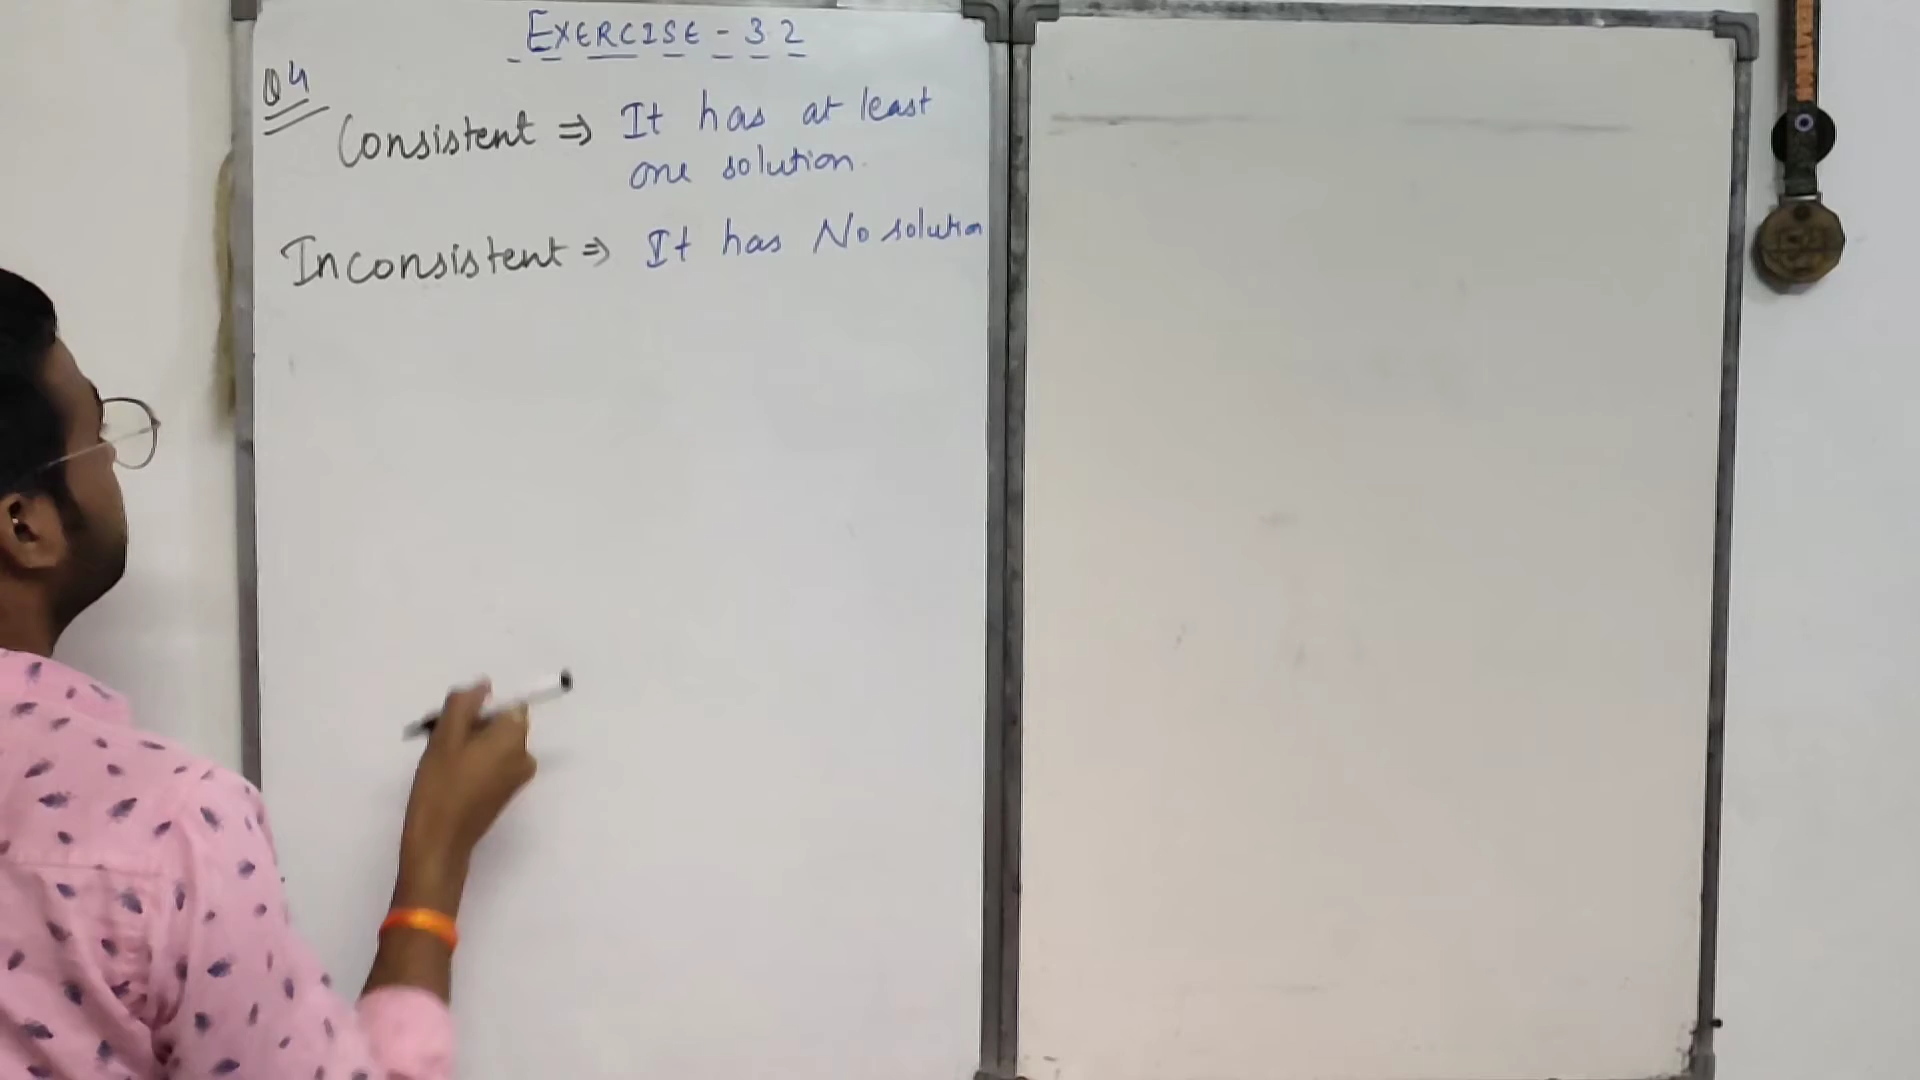 EXERCISE - 3.2
Q4
Consistent ⇒ It has at least
one solution.
Inconsistent ⇒ It has No solution